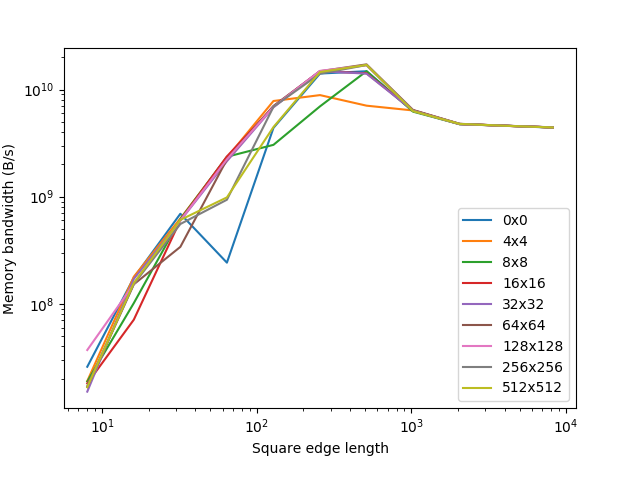 Memory bandwidth (B/s)
10^10
10^9
10^8
10^1
10^2
10^3
10^4
Square edge length
0x0
4x4
8x8
16x16
32x32
64x64
128x128
256x256
512x512